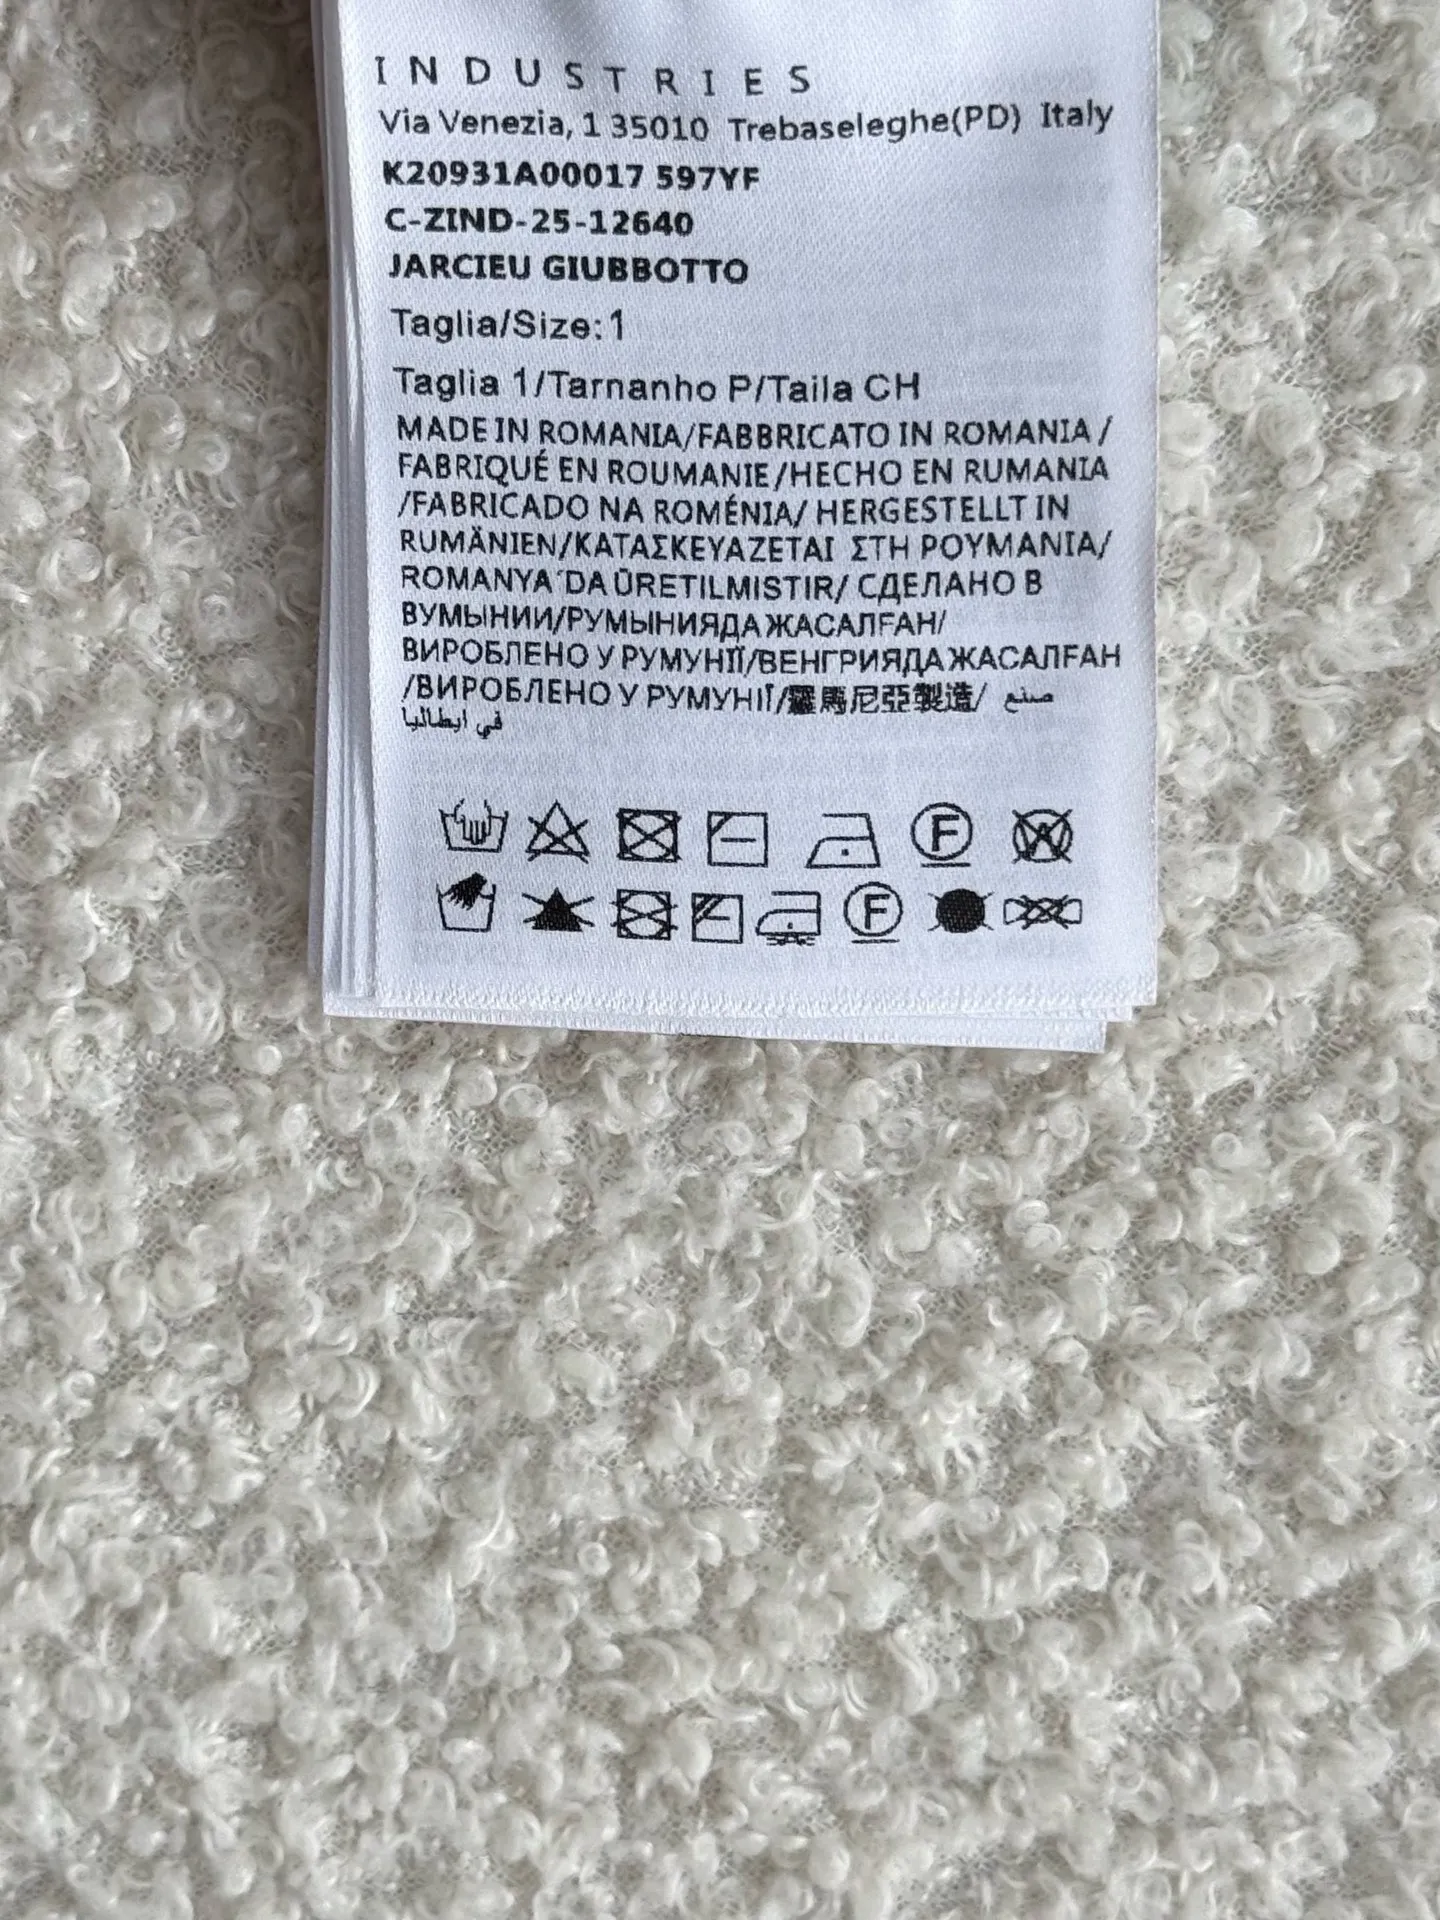 INDUSTRIES
Via Venezia, 1 35010 Trebaseleghe(PD) Italy
K20931A00017 597YF
C-ZIND-25-12640
JARCIEU GIUBBOTTO
Taglia/Size: 1
Taglia 1/Tarnanho P/Taila CH
MADE IN ROMANIA/FABBRICATO IN ROMANIA /
FABRIQUÉ EN ROUMANIE/HECHO EN RUMANIA
/FABRICADO NA ROMÉNIA/ HERGESTELLT IN
RUMÄNIEN/ΚΑΤΑΣΚΕΥΑΖΕΤΑΙ ΣΤΗ ΡΟΥΜΑΝΙΑ/
ROMANYA´DA ŪRETILMISTIR/ СДЕЛАНО В
ВУМЫНИИ/РУМЫНИЯДА ЖАСАЛҒАН/
ВИРОБЛЕНО У РУМУНІЇ/ВЕНГРИЯДА ЖАСАЛҒАН
/ВИРОБЛЕНО У РУМУНІЇ/羅馬尼亞製造/ صنع
في ايطاليا
F W
F